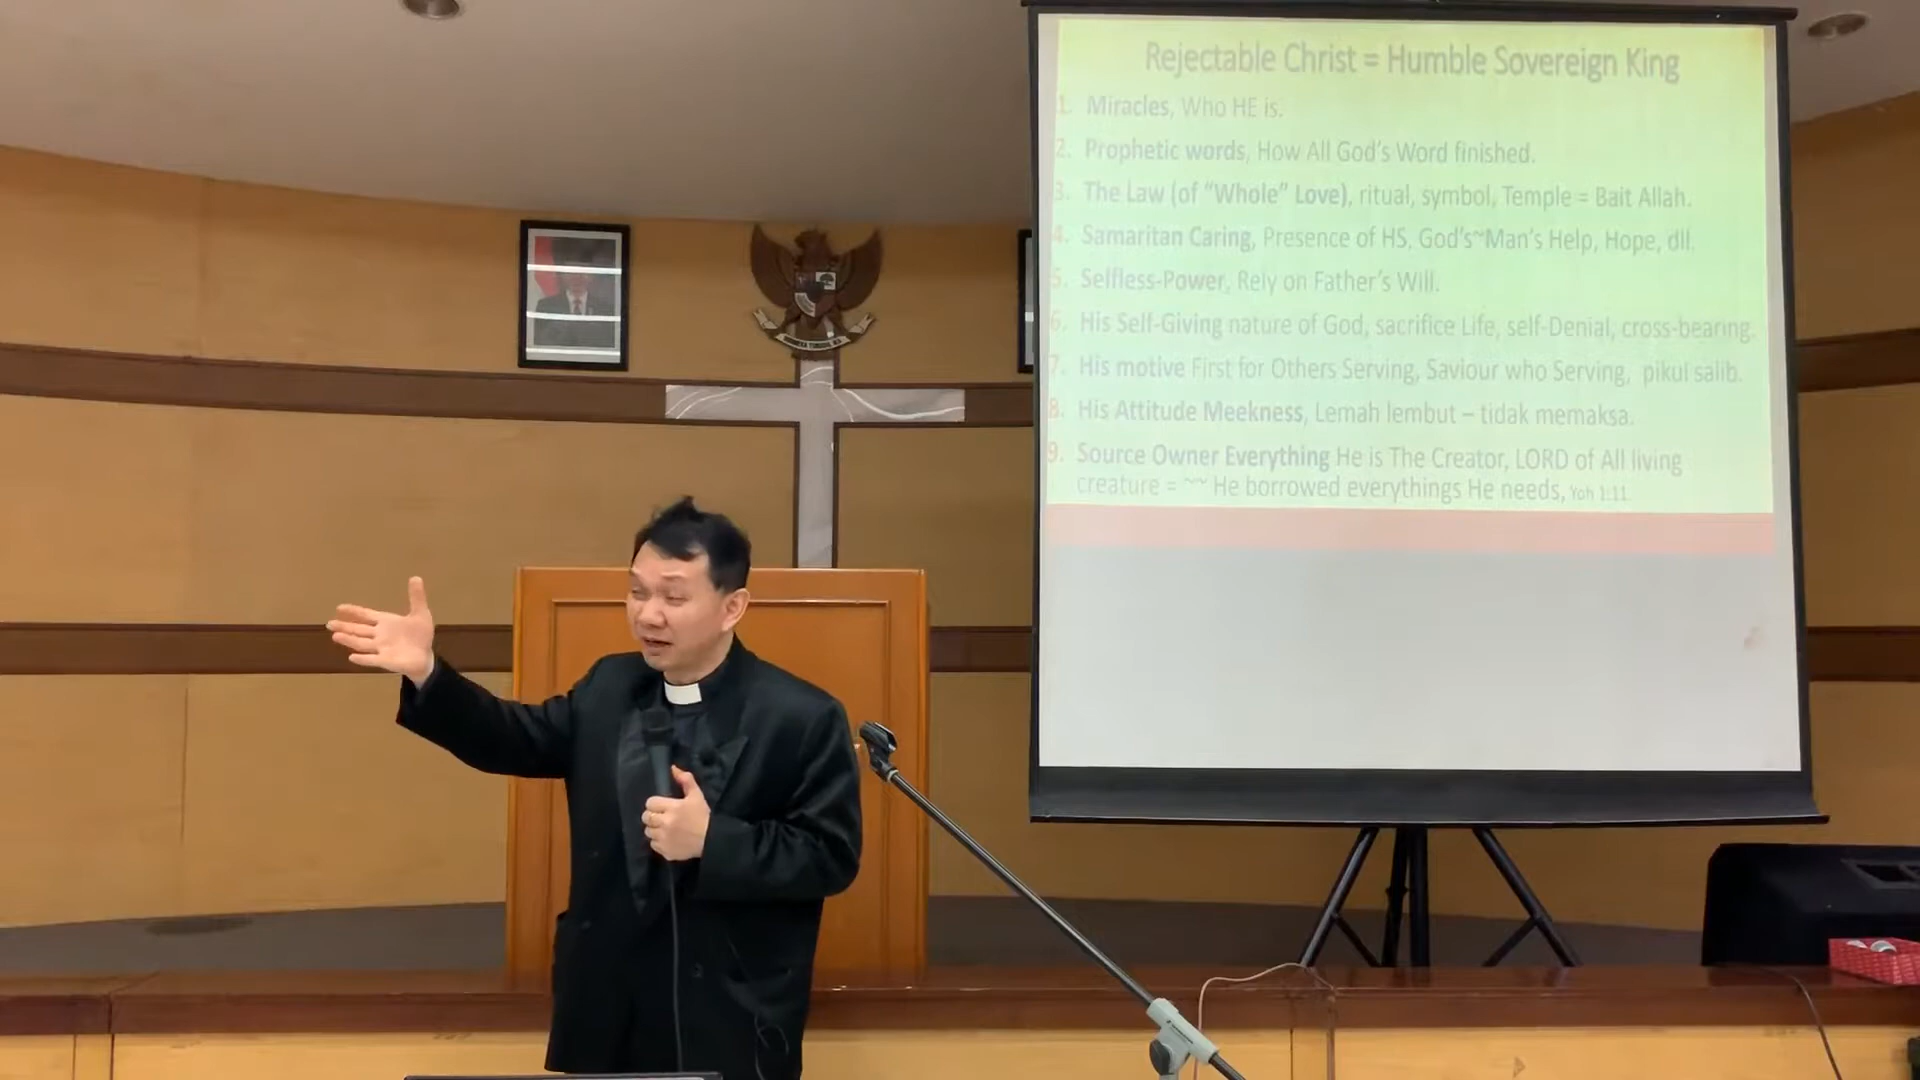 Rejectable Christ = Humble Sovereign King
1. Miracles, Who HE is.
2. Prophetic words, How All God's Word finished.
3. The Law (of "Whole" Love), ritual, symbol, Temple = Bait Allah.
4. Samaritan Caring, Presence of HS, God's~Man's Help, Hope, dll.
5. Selfless-Power, Rely on Father's Will.
6. His Self-Giving nature of God, sacrifice Life, self-Denial, cross-bearing.
7. His motive First for Others Serving, Saviour who Serving, pikul salib.
8. His Attitude Meekness, Lemah lembut – tidak memaksa.
9. Source Owner Everything He is The Creator, LORD of All living
creature = ~~ He borrowed everythings He needs, Yoh 1:11